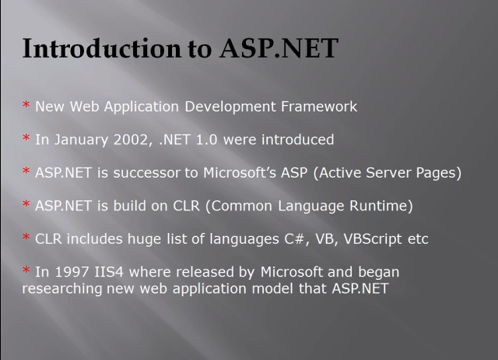 Introduction to ASP.NET
* New Web Application Development Framework
* In January 2002, .NET 1.0 were introduced
* ASP.NET is successor to Microsoft's ASP (Active Server Pages)
* ASP.NET is build on CLR (Common Language Runtime)
* CLR includes huge list of languages C#, VB, VBScript etc
* In 1997 IIS4 where released by Microsoft and began
researching new web application model that ASP.NET